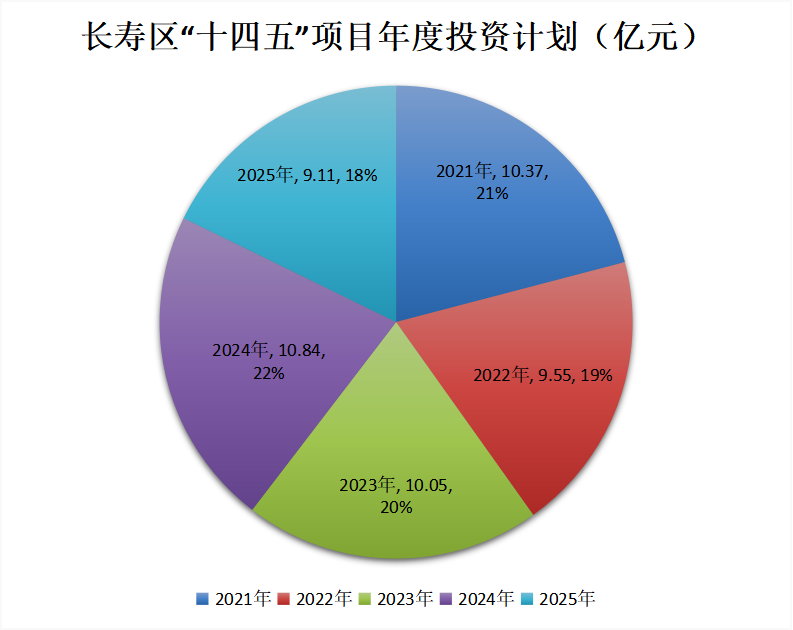 长寿区“十四五”项目年度投资计划（亿元）
2025年, 9.11, 18%
2021年, 10.37,
21%
2024年, 10.84,
22%
2022年, 9.55, 19%
2023年, 10.05,
20%
2021年 2022年 2023年 2024年 2025年